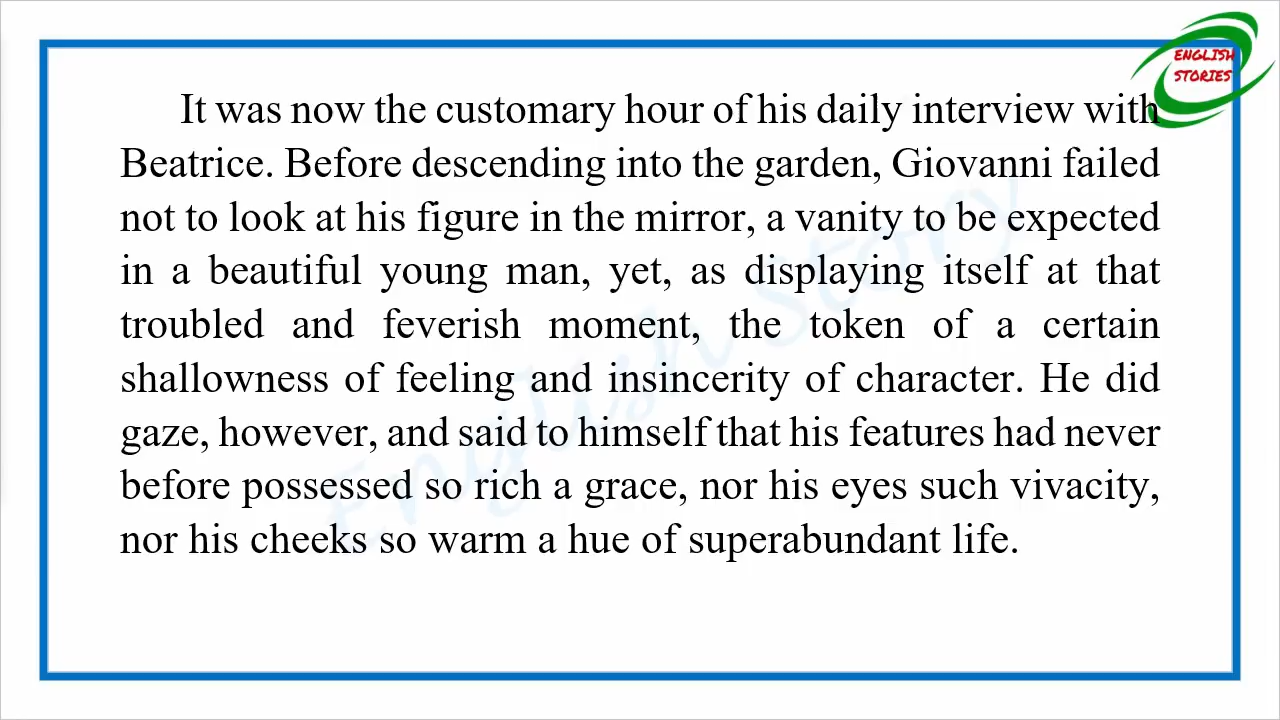 ENGLISH
STORIES
It was now the customary hour of his daily interview with
Beatrice. Before descending into the garden, Giovanni failed
not to look at his figure in the mirror, a vanity to be expected
in a beautiful young man, yet, as displaying itself at that
troubled and feverish moment, the token of a certain
shallowness of feeling and insincerity of character. He did
gaze, however, and said to himself that his features had never
before possessed so rich a grace, nor his eyes such vivacity,
nor his cheeks so warm a hue of superabundant life.
English Story